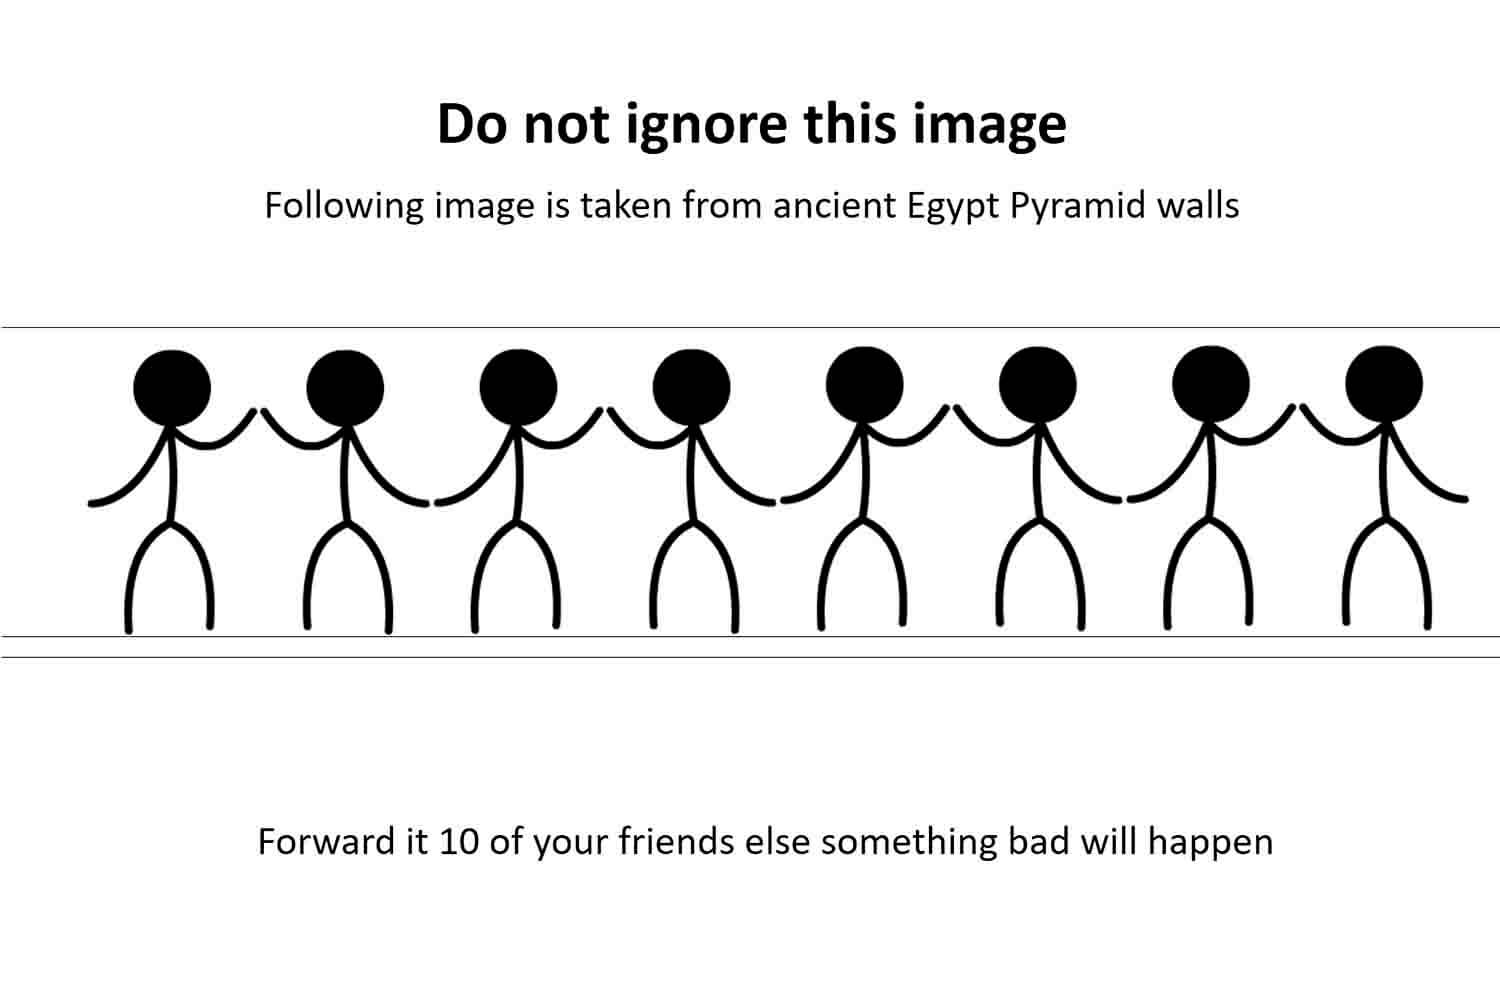 Do not ignore this image
Following image is taken from ancient Egypt Pyramid walls
Forward it 10 of your friends else something bad will happen